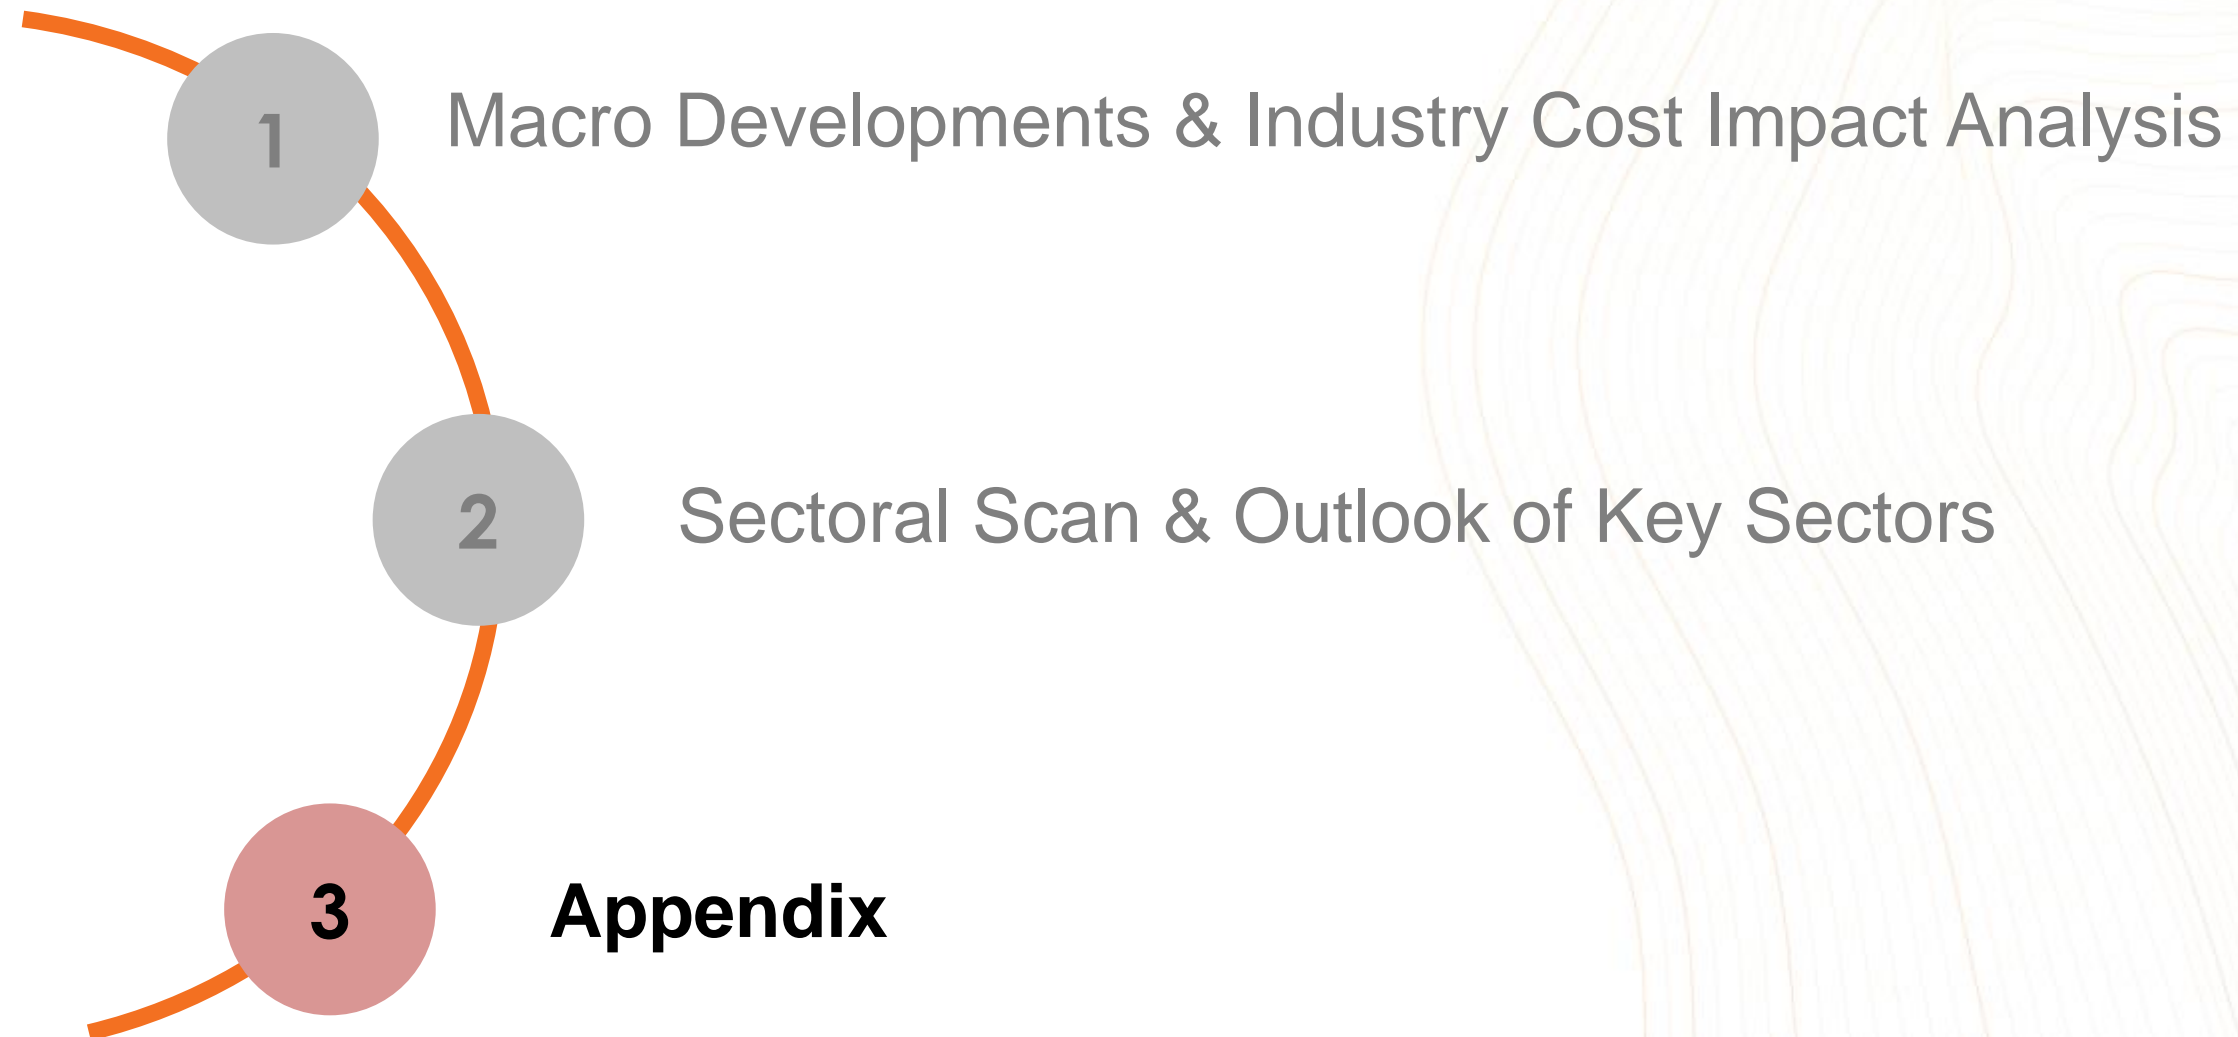 1
Macro Developments & Industry Cost Impact Analysis
2
Sectoral Scan & Outlook of Key Sectors
3
Appendix